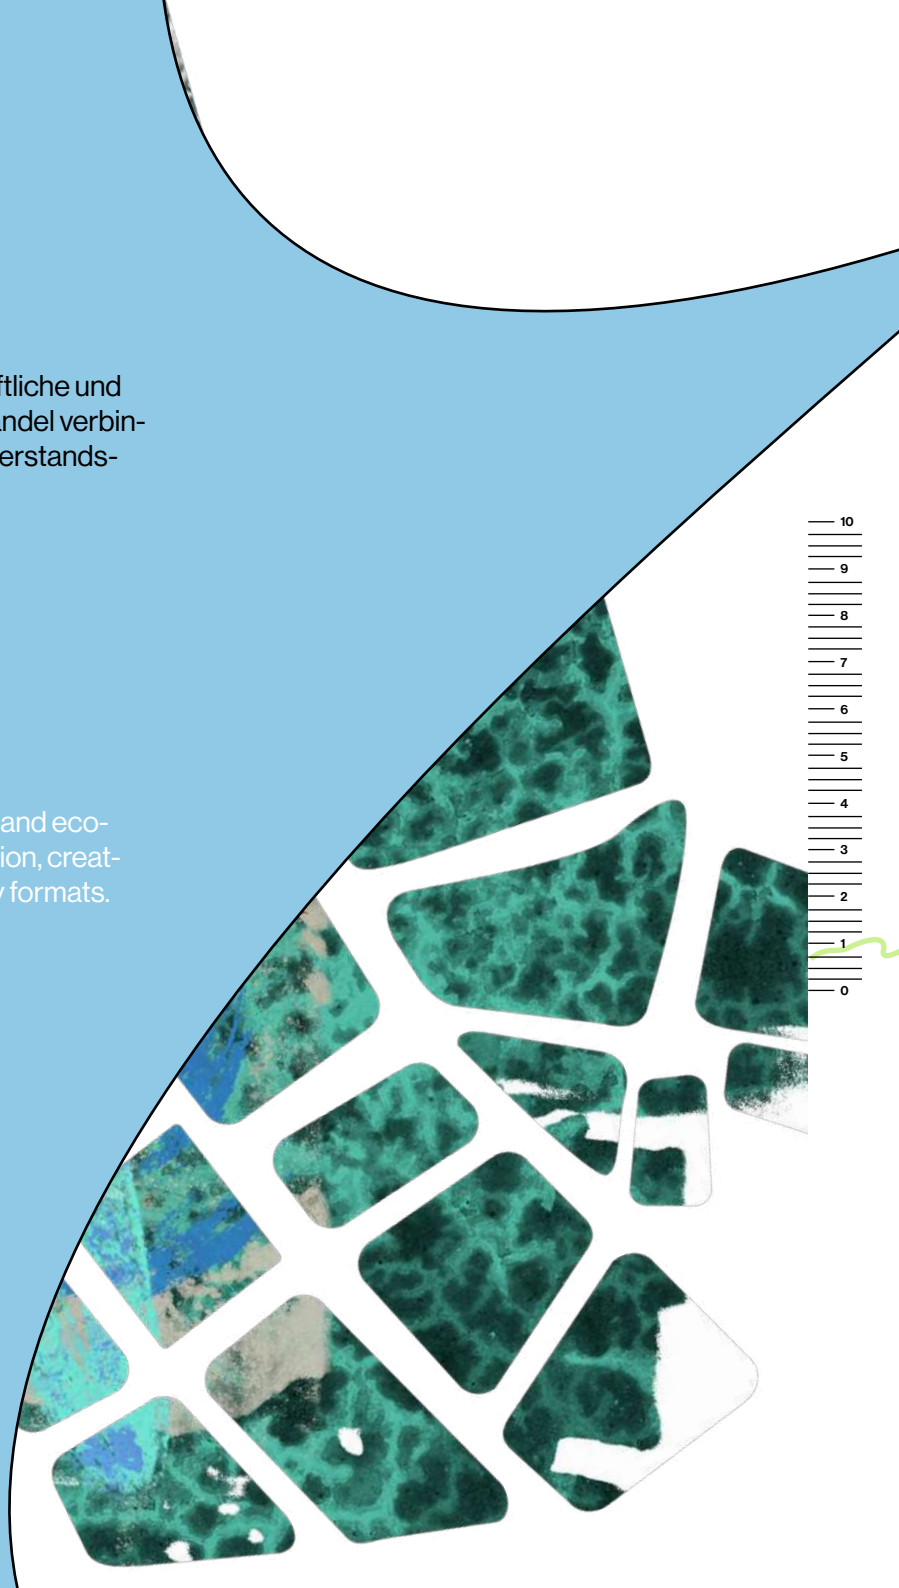 ftliche und
andel verbin-
erstands-
10
9
8
7
6
5
4
and eco-
3
ion, creat-
2
formats.
1
0